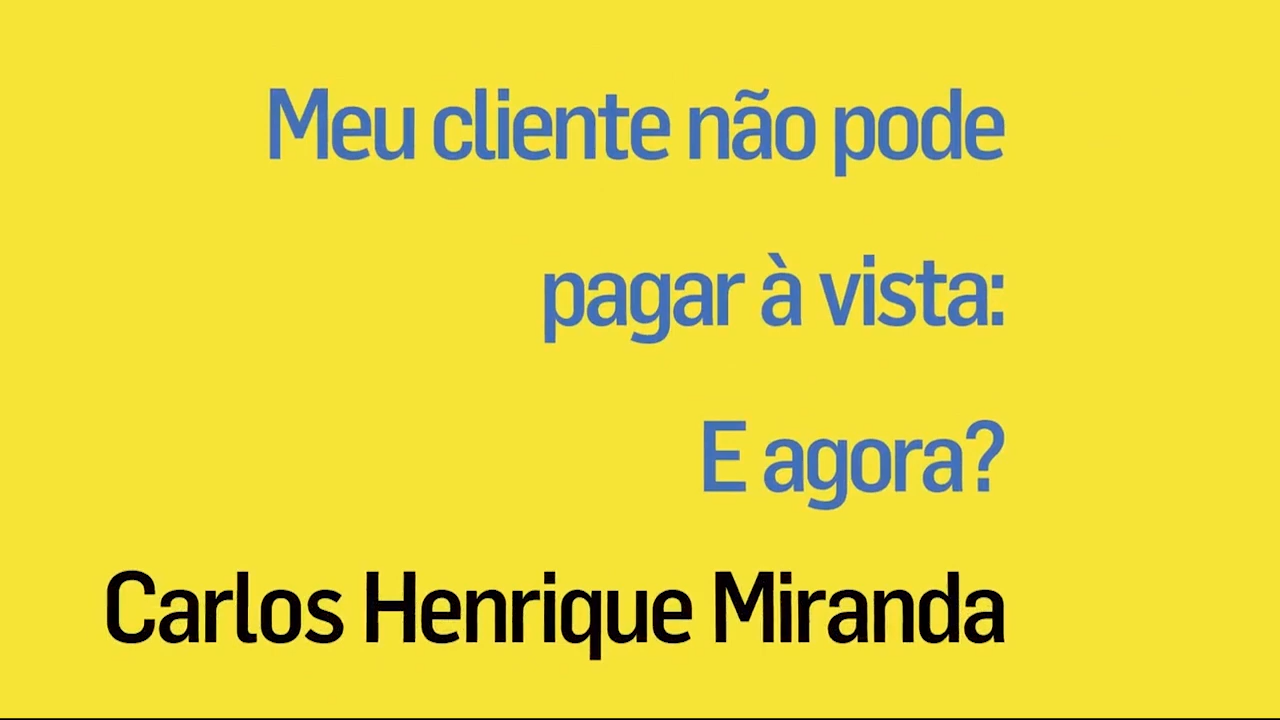 Meu cliente não pode
pagar à vista:
E agora?
Carlos Henrique Miranda